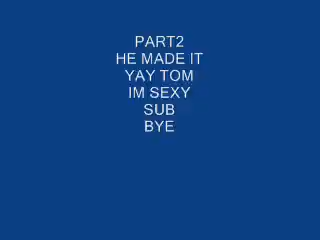 PART2
HE MADE IT
YAY TOM
IM SEXY
SUB
BYE